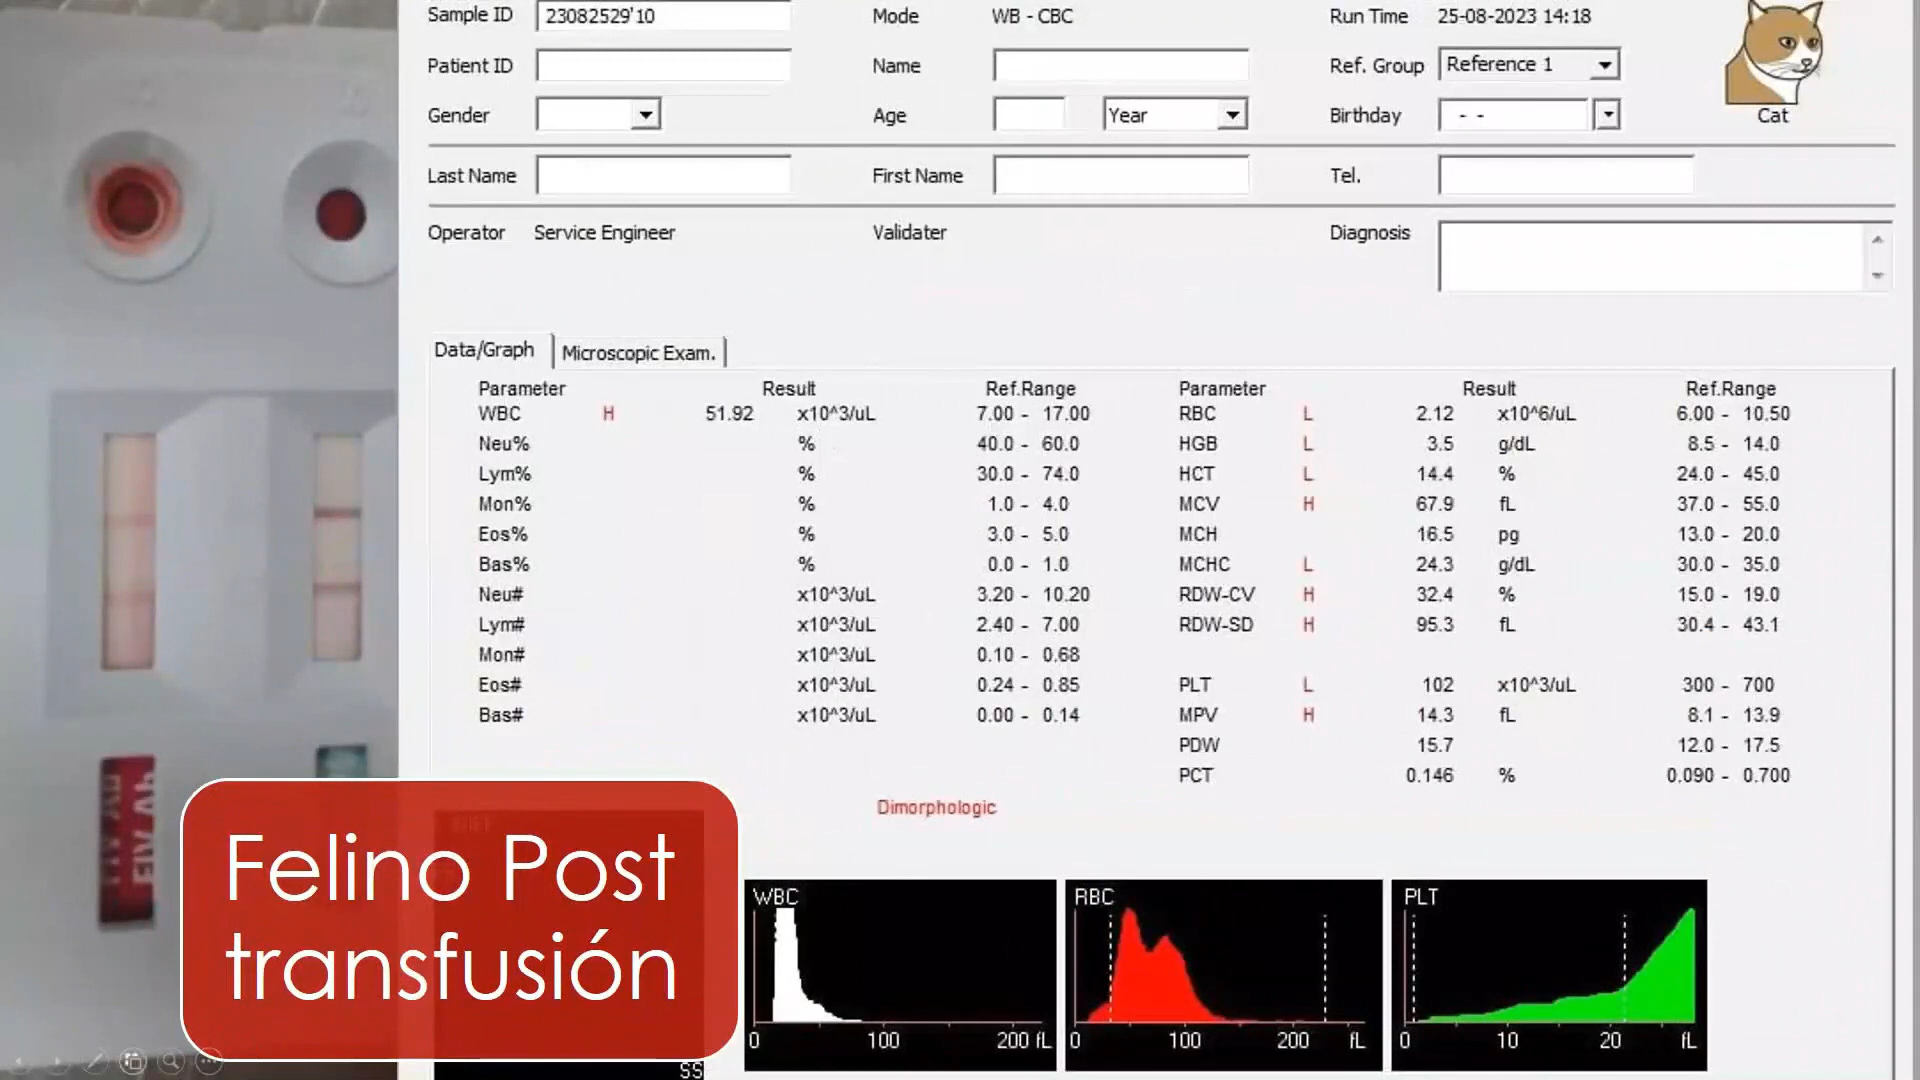 Sample ID 23082529'10 Mode WB - CBC Run Time 25-08-2023 14:18
Patient ID Name Ref. Group Reference 1
Gender Age Year Birthday - - Cat
Last Name First Name Tel.
Operator Service Engineer Validater Diagnosis
Data/Graph Microscopic Exam.
Parameter Result Ref.Range Parameter Result Ref.Range
WBC H 51.92 x10^3/uL 7.00 - 17.00 RBC L 2.12 x10^6/uL 6.00 - 10.50
Neu% % 40.0 - 60.0 HGB L 3.5 g/dL 8.5 - 14.0
Lym% % 30.0 - 74.0 HCT L 14.4 % 24.0 - 45.0
Mon% % 1.0 - 4.0 MCV H 67.9 fL 37.0 - 55.0
Eos% % 3.0 - 5.0 MCH 16.5 pg 13.0 - 20.0
Bas% % 0.0 - 1.0 MCHC L 24.3 g/dL 30.0 - 35.0
Neu# x10^3/uL 3.20 - 10.20 RDW-CV H 32.4 % 15.0 - 19.0
Lym# x10^3/uL 2.40 - 7.00 RDW-SD H 95.3 fL 30.4 - 43.1
Mon# x10^3/uL 0.10 - 0.68
Eos# x10^3/uL 0.24 - 0.85 PLT L 102 x10^3/uL 300 - 700
Bas# x10^3/uL 0.00 - 0.14 MPV H 14.3 fL 8.1 - 13.9
PDW 15.7 12.0 - 17.5
PCT 0.146 % 0.090 - 0.700
Dimorphologic
Felino Post
transfusión
WBC RBC PLT
0 100 200 fL 0 100 200 fL 0 10 20 fL
SS